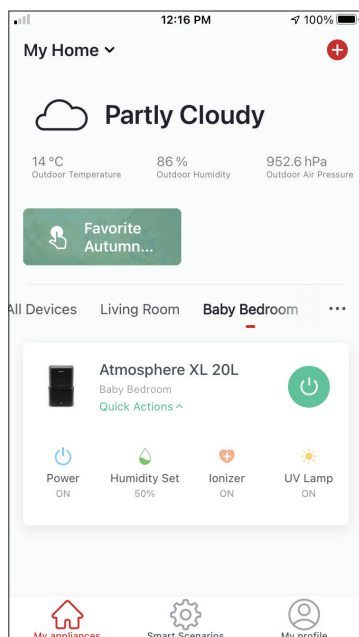 12:16 PM
100%
My Home
Partly Cloudy
14 °C
86 %
952.6 hPa
Outdoor Temperature
Outdoor Humidity
Outdoor Air Pressure
Favorite
Autumn...
All Devices
Living Room
Baby Bedroom
Atmosphere XL 20L
Baby Bedroom
Quick Actions
Power
Humidity Set
Ionizer
UV Lamp
ON
50%
ON
ON
My appliances
Smart Scenarios
My profile